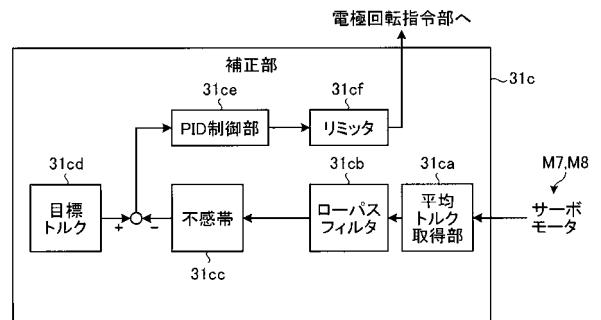 電極回転指令部へ
補正部
31c
31ce
31cf
PID制御部
リミッタ
31cd
31cb
31ca
M7,M8
目標
トルク
+
−
不感帯
ローパス
フィルタ
平均
トルク
取得部
サーボ
モータ
31cc